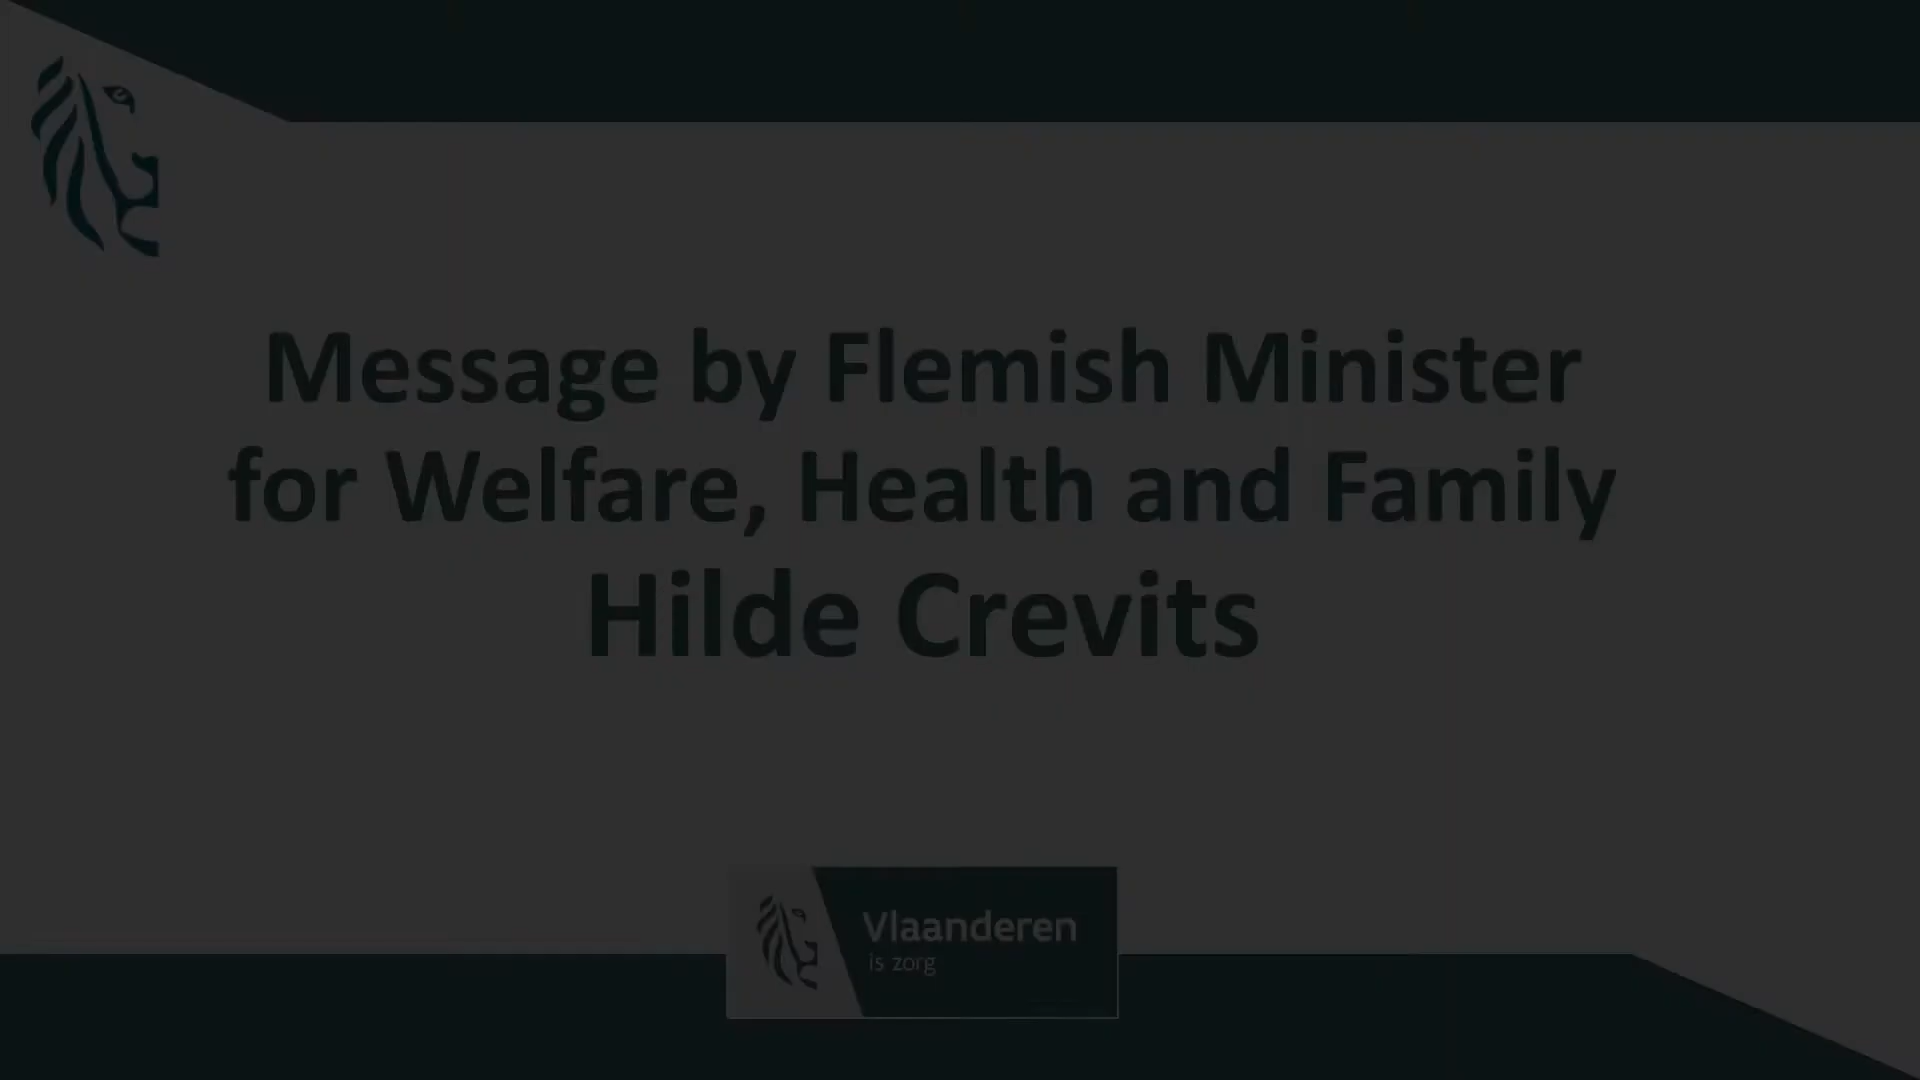 Message by Flemish Minister
for Welfare, Health and Family
Hilde Crevits
Vlaanderen
is zorg